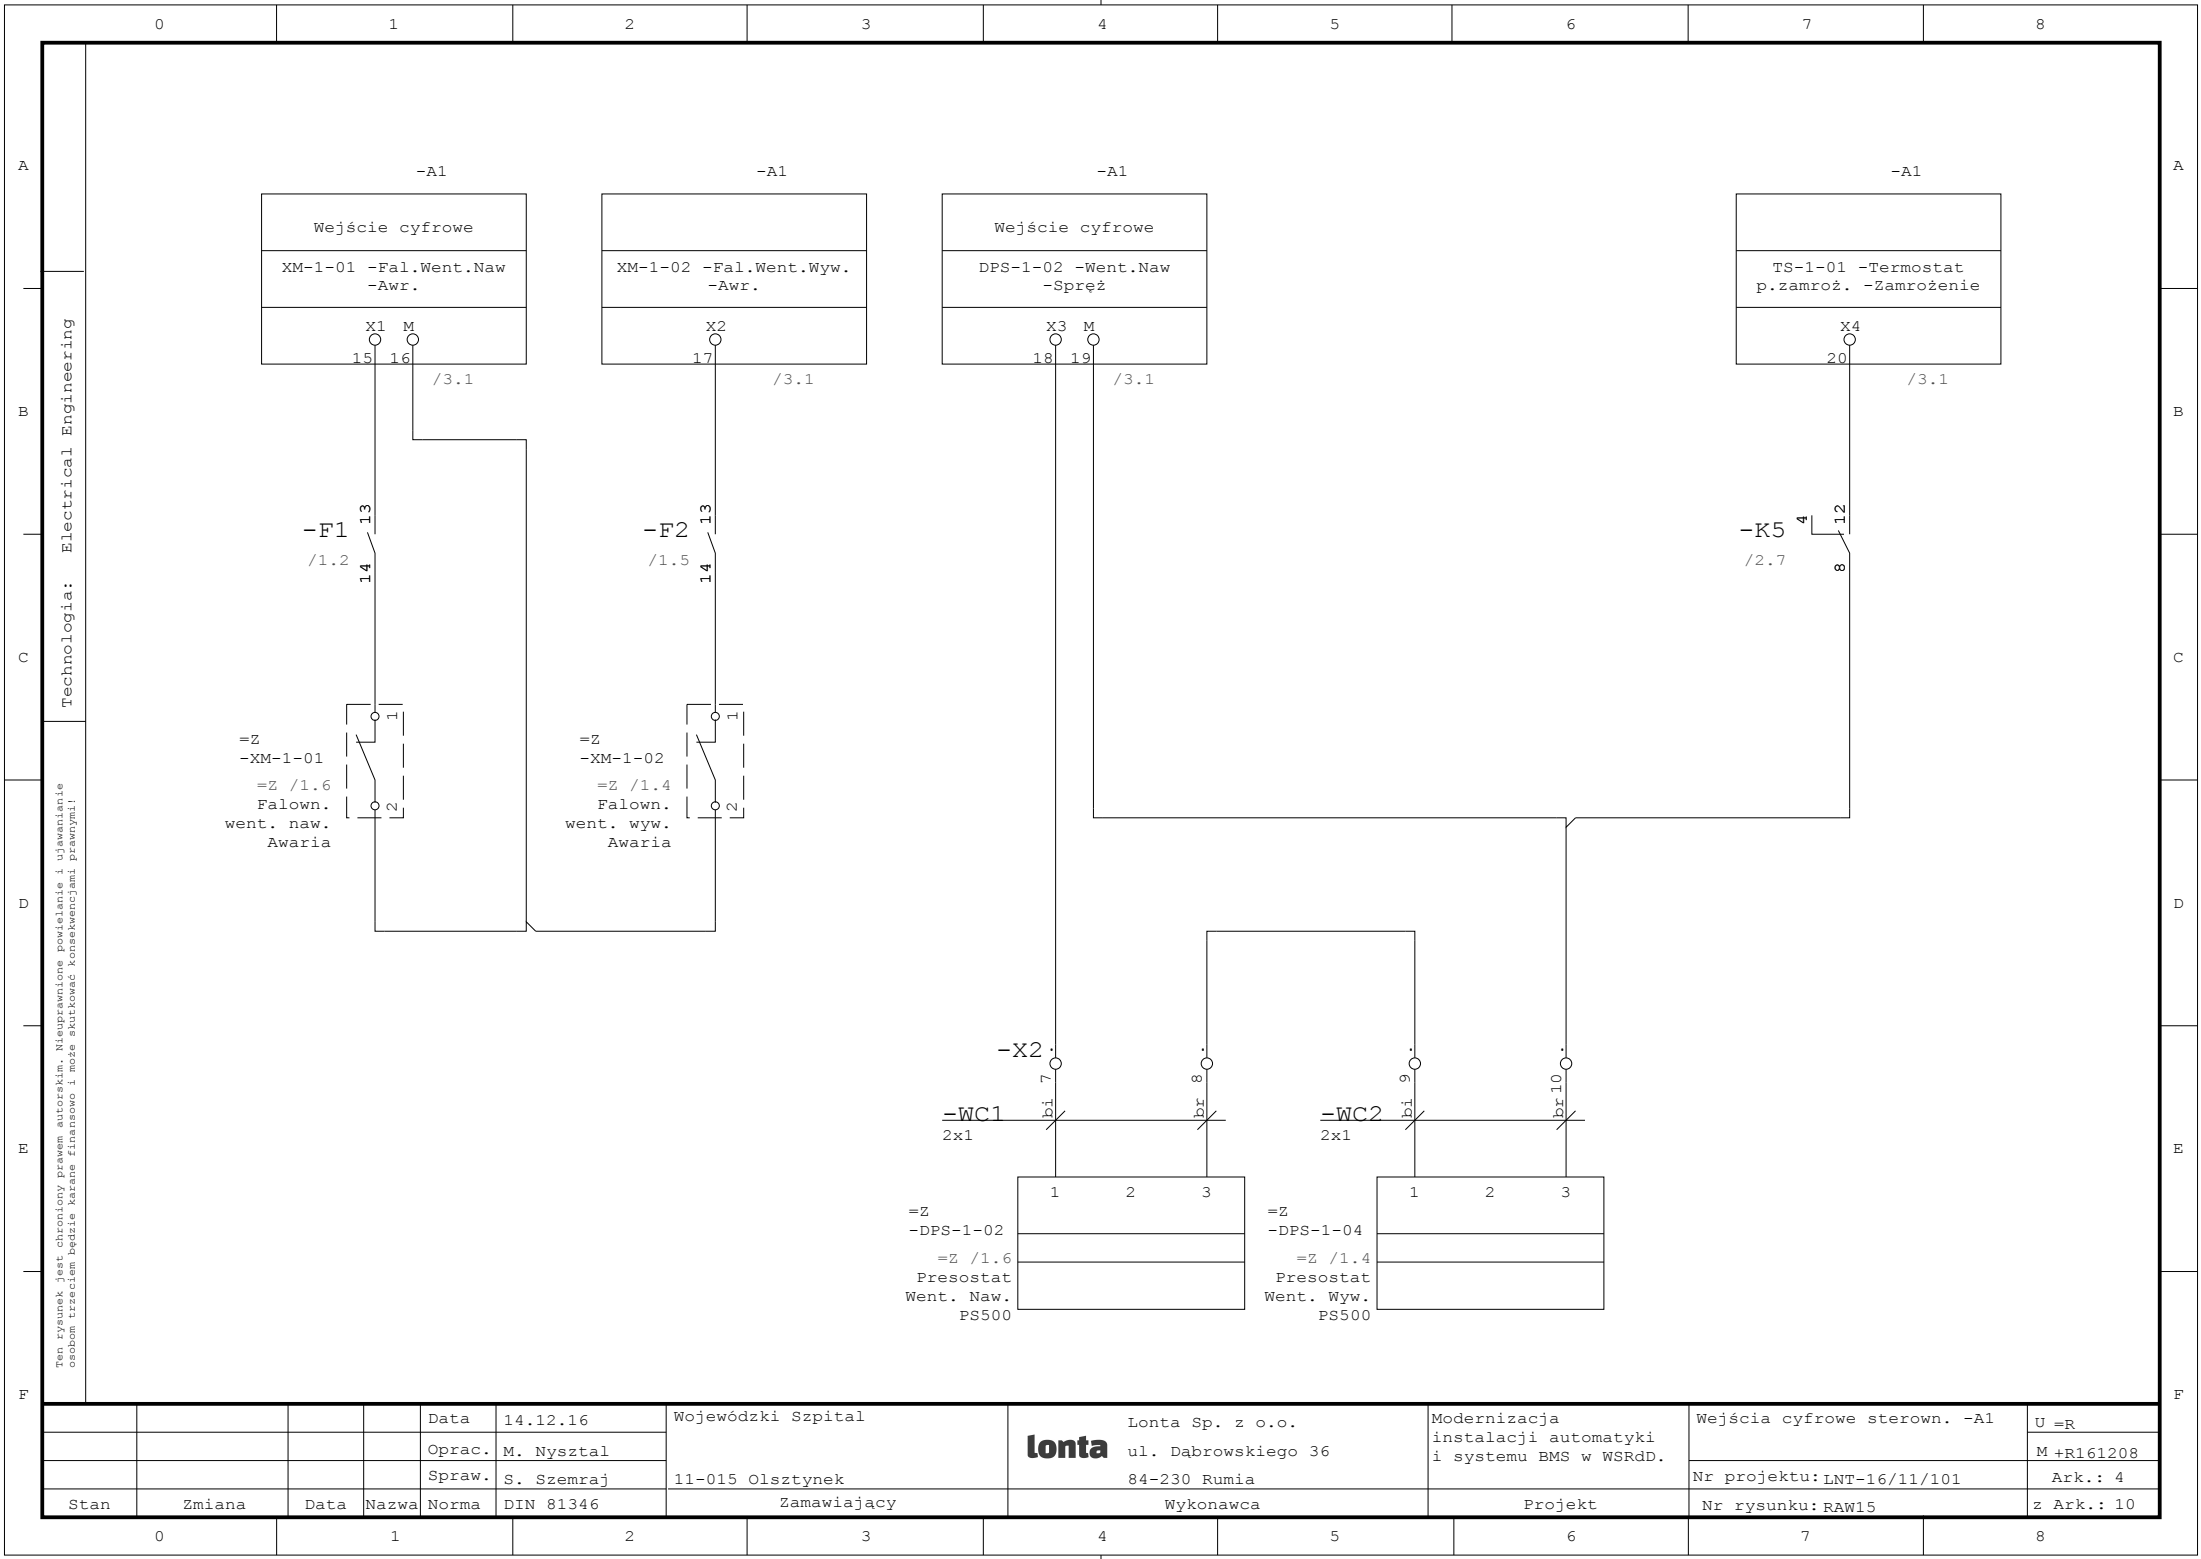 0 1 2 3 4 5 6 7 8
A A
-A1 -A1 -A1 -A1
Wejście cyfrowe
XM-1-01 -Fal.Went.Naw
-Awr.
X1 M
15 16
/3.1
XM-1-02 -Fal.Went.Wyw.
-Awr.
X2
17
/3.1
Wejście cyfrowe
DPS-1-02 -Went.Naw
-Spręż
X3 M
18 19
/3.1
TS-1-01 -Termostat
p.zamroż. -Zamrożenie
X4
20
/3.1
B B
-F1
/1.2
13
14
-F2
/1.5
13
14
-K5
/2.7
4
12
8
C C
=Z
-XM-1-01
=Z /1.6
Falown.
went. naw.
Awaria
1
2
=Z
-XM-1-02
=Z /1.4
Falown.
went. wyw.
Awaria
1
2
D D
-X2
7 8 9 10
-WC1
2x1
bi br
-WC2
2x1
bi br
E E
1 2 3
=Z
-DPS-1-02
=Z /1.6
Presostat
Went. Naw.
PS500
1 2 3
=Z
-DPS-1-04
=Z /1.4
Presostat
Went. Wyw.
PS500
F F
Technologia: Electrical Engineering
Ten rysunek jest chroniony prawem autorskim. Nieuprawnione powielanie i ujawanianie
osobom trzeciem będzie karane finansowo i może skutkować konsekwencjami prawnymi!
Data 14.12.16
Oprac. M. Nysztal
Spraw. S. Szemraj
Stan Zmiana Data Nazwa Norma DIN 81346
Wojewódzki Szpital
11-015 Olsztynek
Zamawiający
lonta
Lonta Sp. z o.o.
ul. Dąbrowskiego 36
84-230 Rumia
Wykonawca
Modernizacja
instalacji automatyki
i systemu BMS w WSRdD.
Projekt
Wejścia cyfrowe sterown. -A1
Nr projektu: LNT-16/11/101
Nr rysunku: RAW15
U =R
M +R161208
Ark.: 4
z Ark.: 10
0 1 2 3 4 5 6 7 8